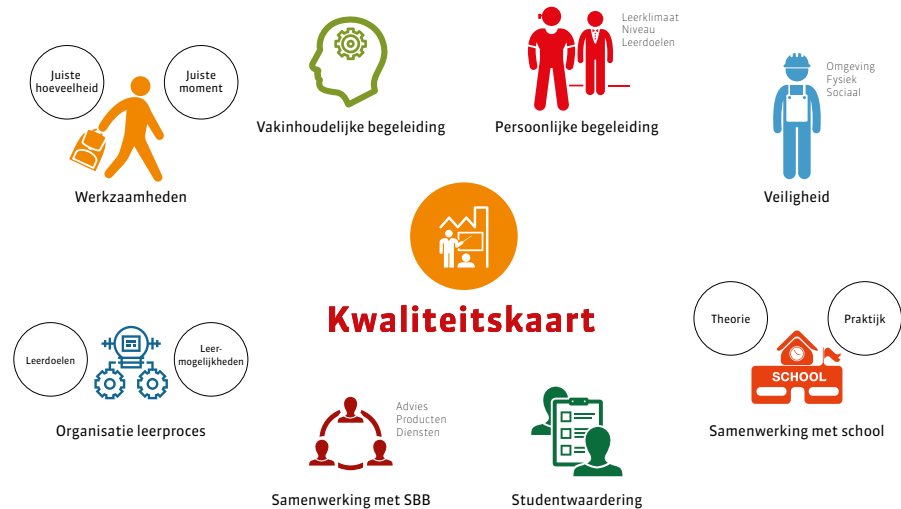 Juiste
hoeveelheid
Juiste
moment
Werkzaamheden
Vakinhoudelijke begeleiding
Leerklimaat
Niveau
Leerdoelen
Persoonlijke begeleiding
Omgeving
Fysiek
Sociaal
Veiligheid
Kwaliteitskaart
Leerdoelen
Leer-
mogelijkheden
Organisatie leerproces
Advies
Producten
Diensten
Samenwerking met SBB
Studentwaardering
Theorie
Praktijk
SCHOOL
Samenwerking met school